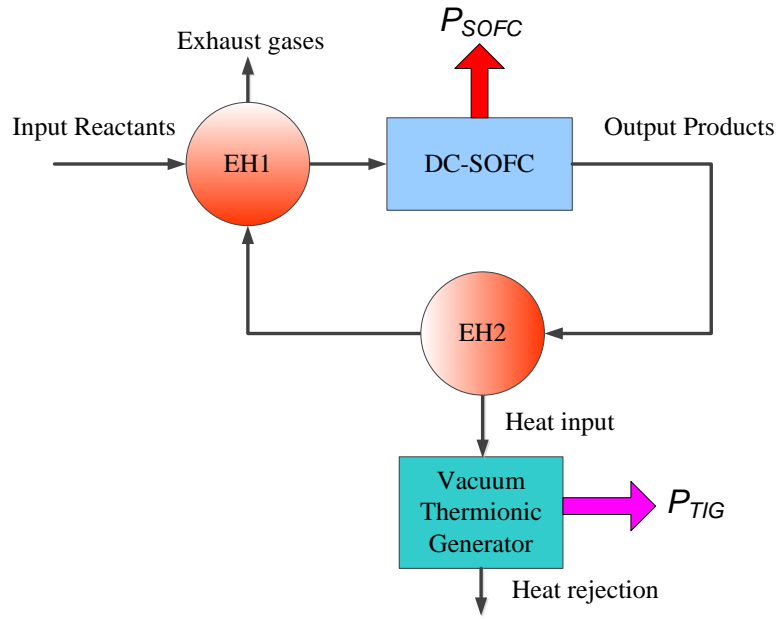 P_SOFC
Exhaust gases
Input Reactants
Output Products
EH1
DC-SOFC
EH2
Heat input
Vacuum
Thermionic
Generator
P_TIG
Heat rejection